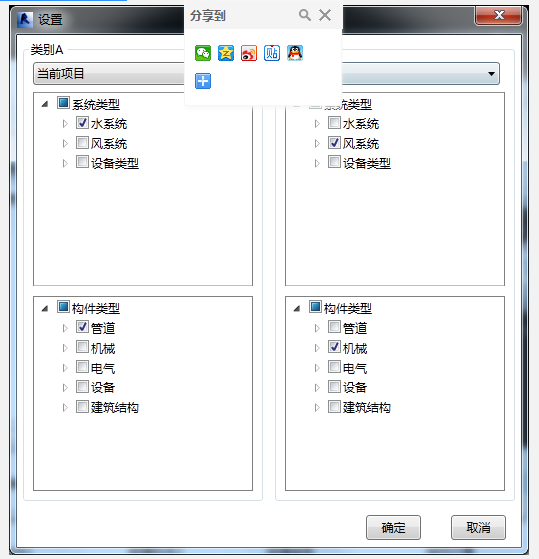 设置
分享到
类别A
当前项目
系统类型
水系统
风系统
设备类型
系统类型
水系统
风系统
设备类型
构件类型
管道
机械
电气
设备
建筑结构
构件类型
管道
机械
电气
设备
建筑结构
确定
取消